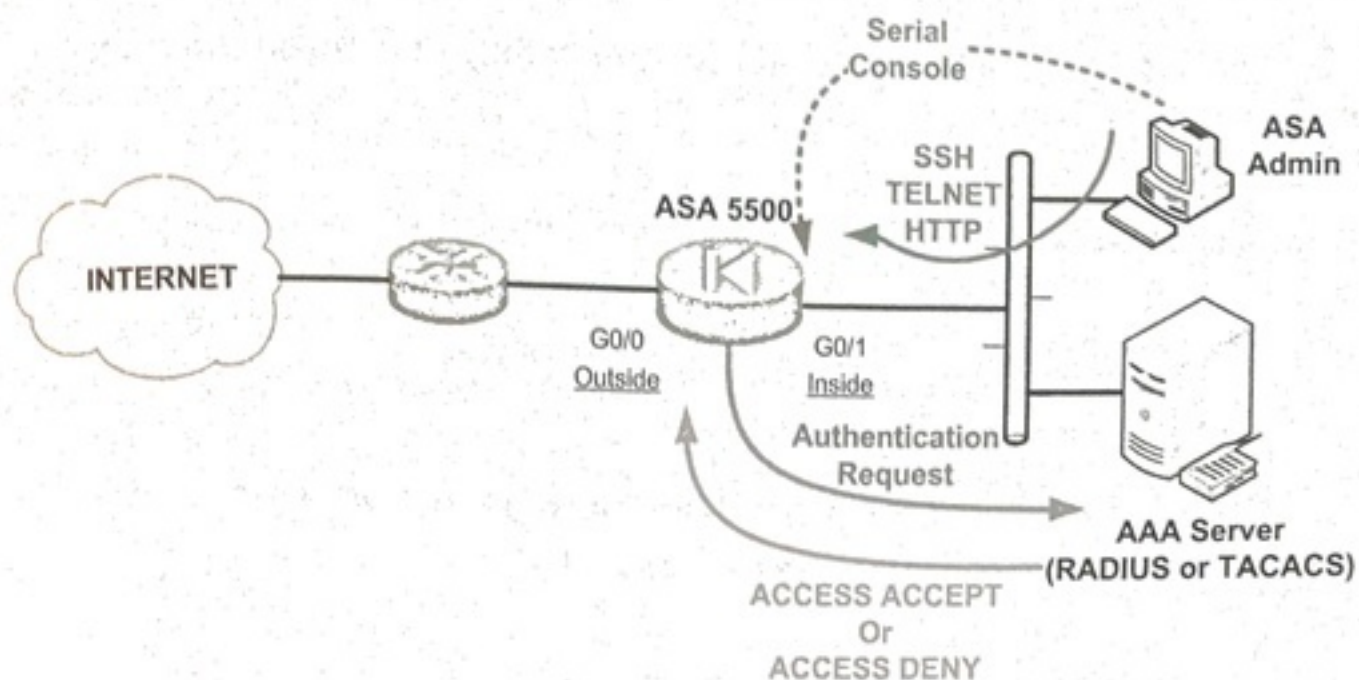 Serial
Console
ASA
Admin
SSH
TELNET
HTTP
ASA 5500
INTERNET
G0/0
Outside
G0/1
Inside
Authentication
Request
AAA Server
(RADIUS or TACACS)
ACCESS ACCEPT
Or
ACCESS DENY